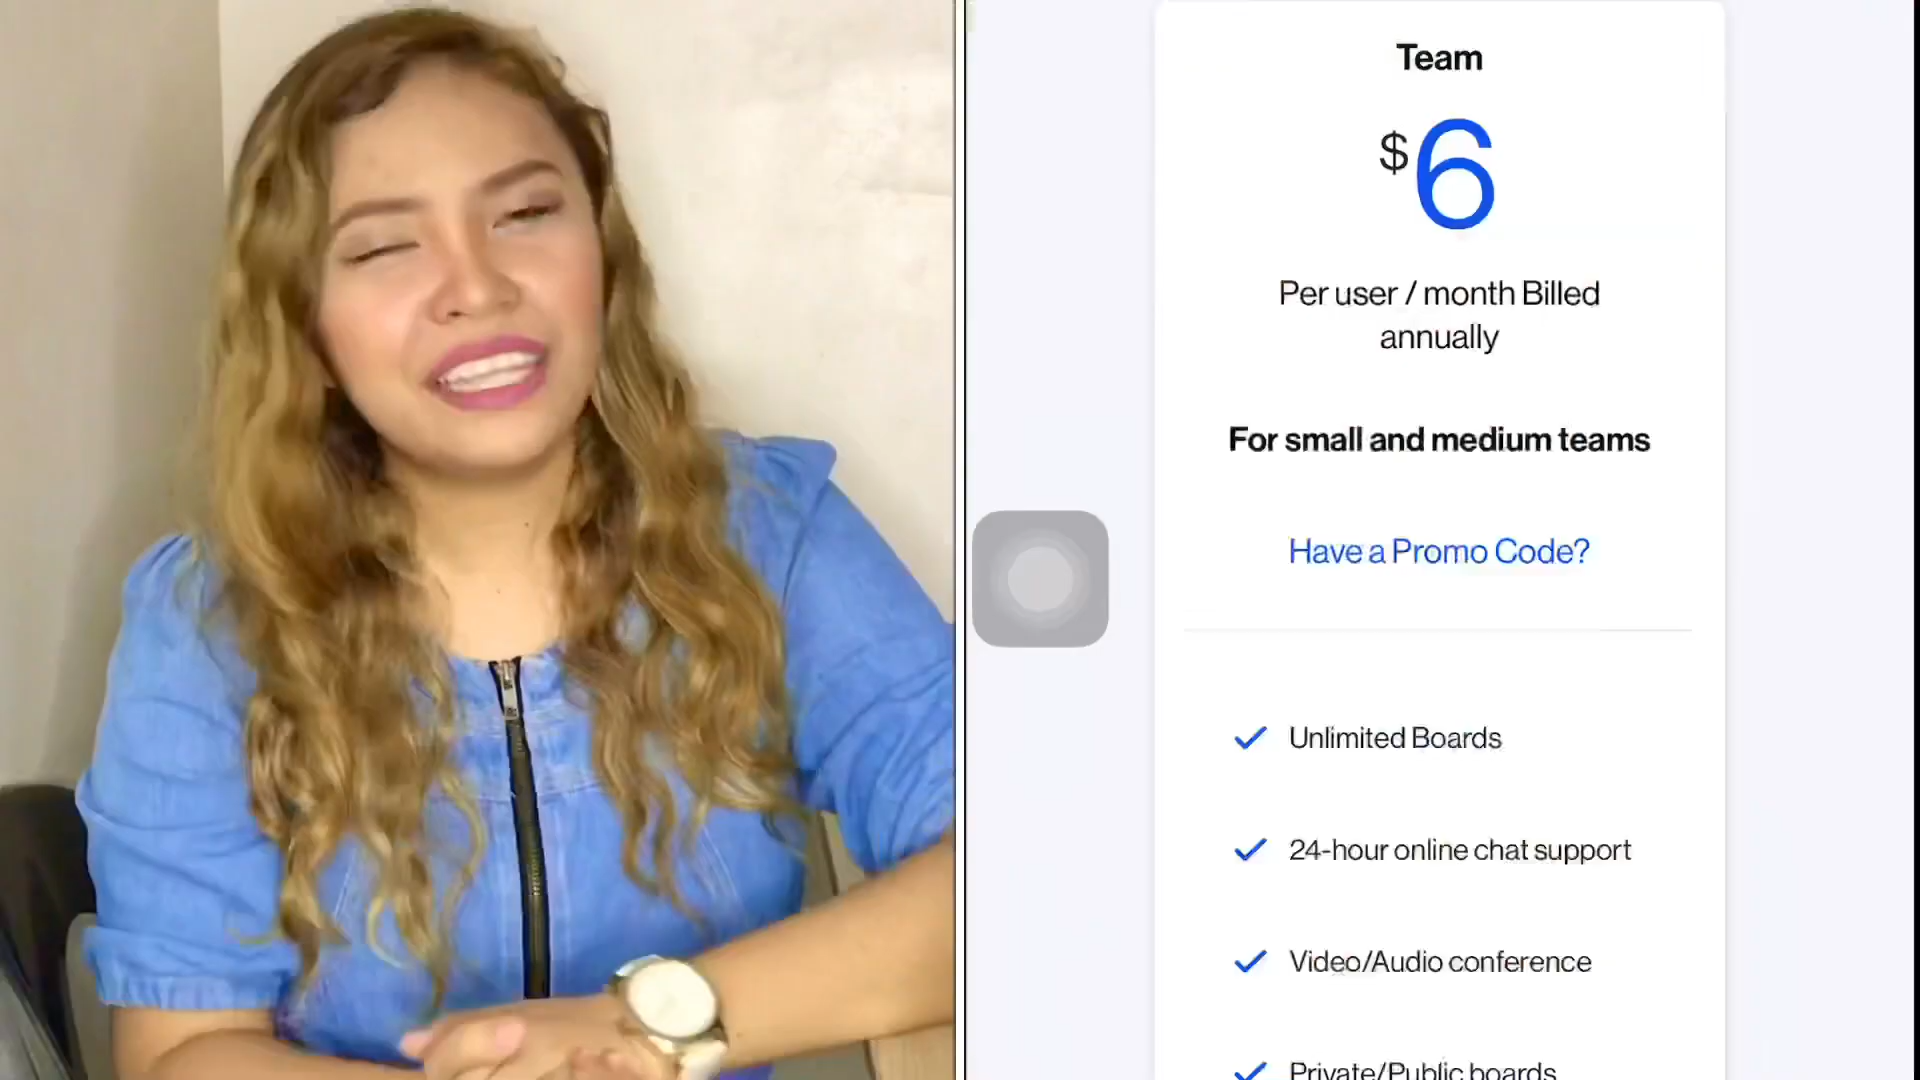 Team
$6
Per user / month Billed
annually
For small and medium teams
Have a Promo Code?
Unlimited Boards
24-hour online chat support
Video/Audio conference
Private/Public boards